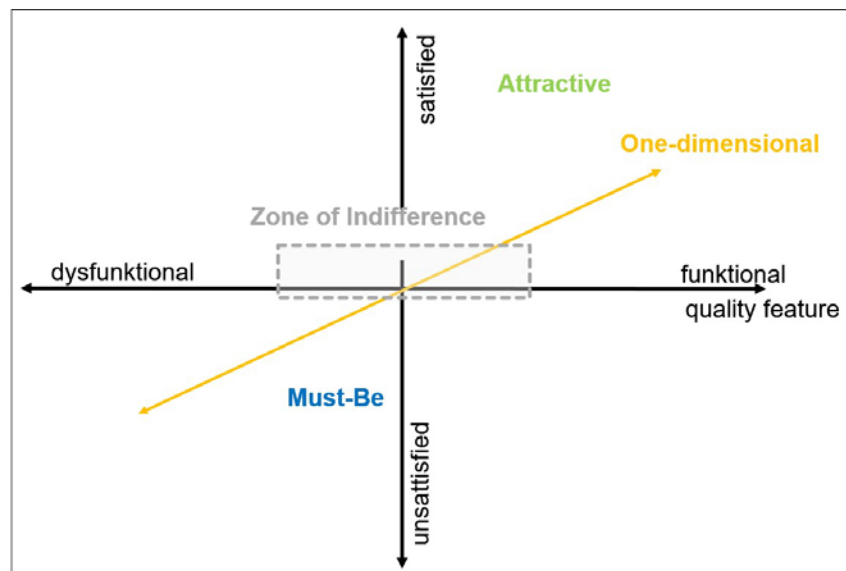 satisfied
Attractive
One-dimensional
Zone of Indifference
dysfunktional
funktional
quality feature
Must-Be
unsattisfied